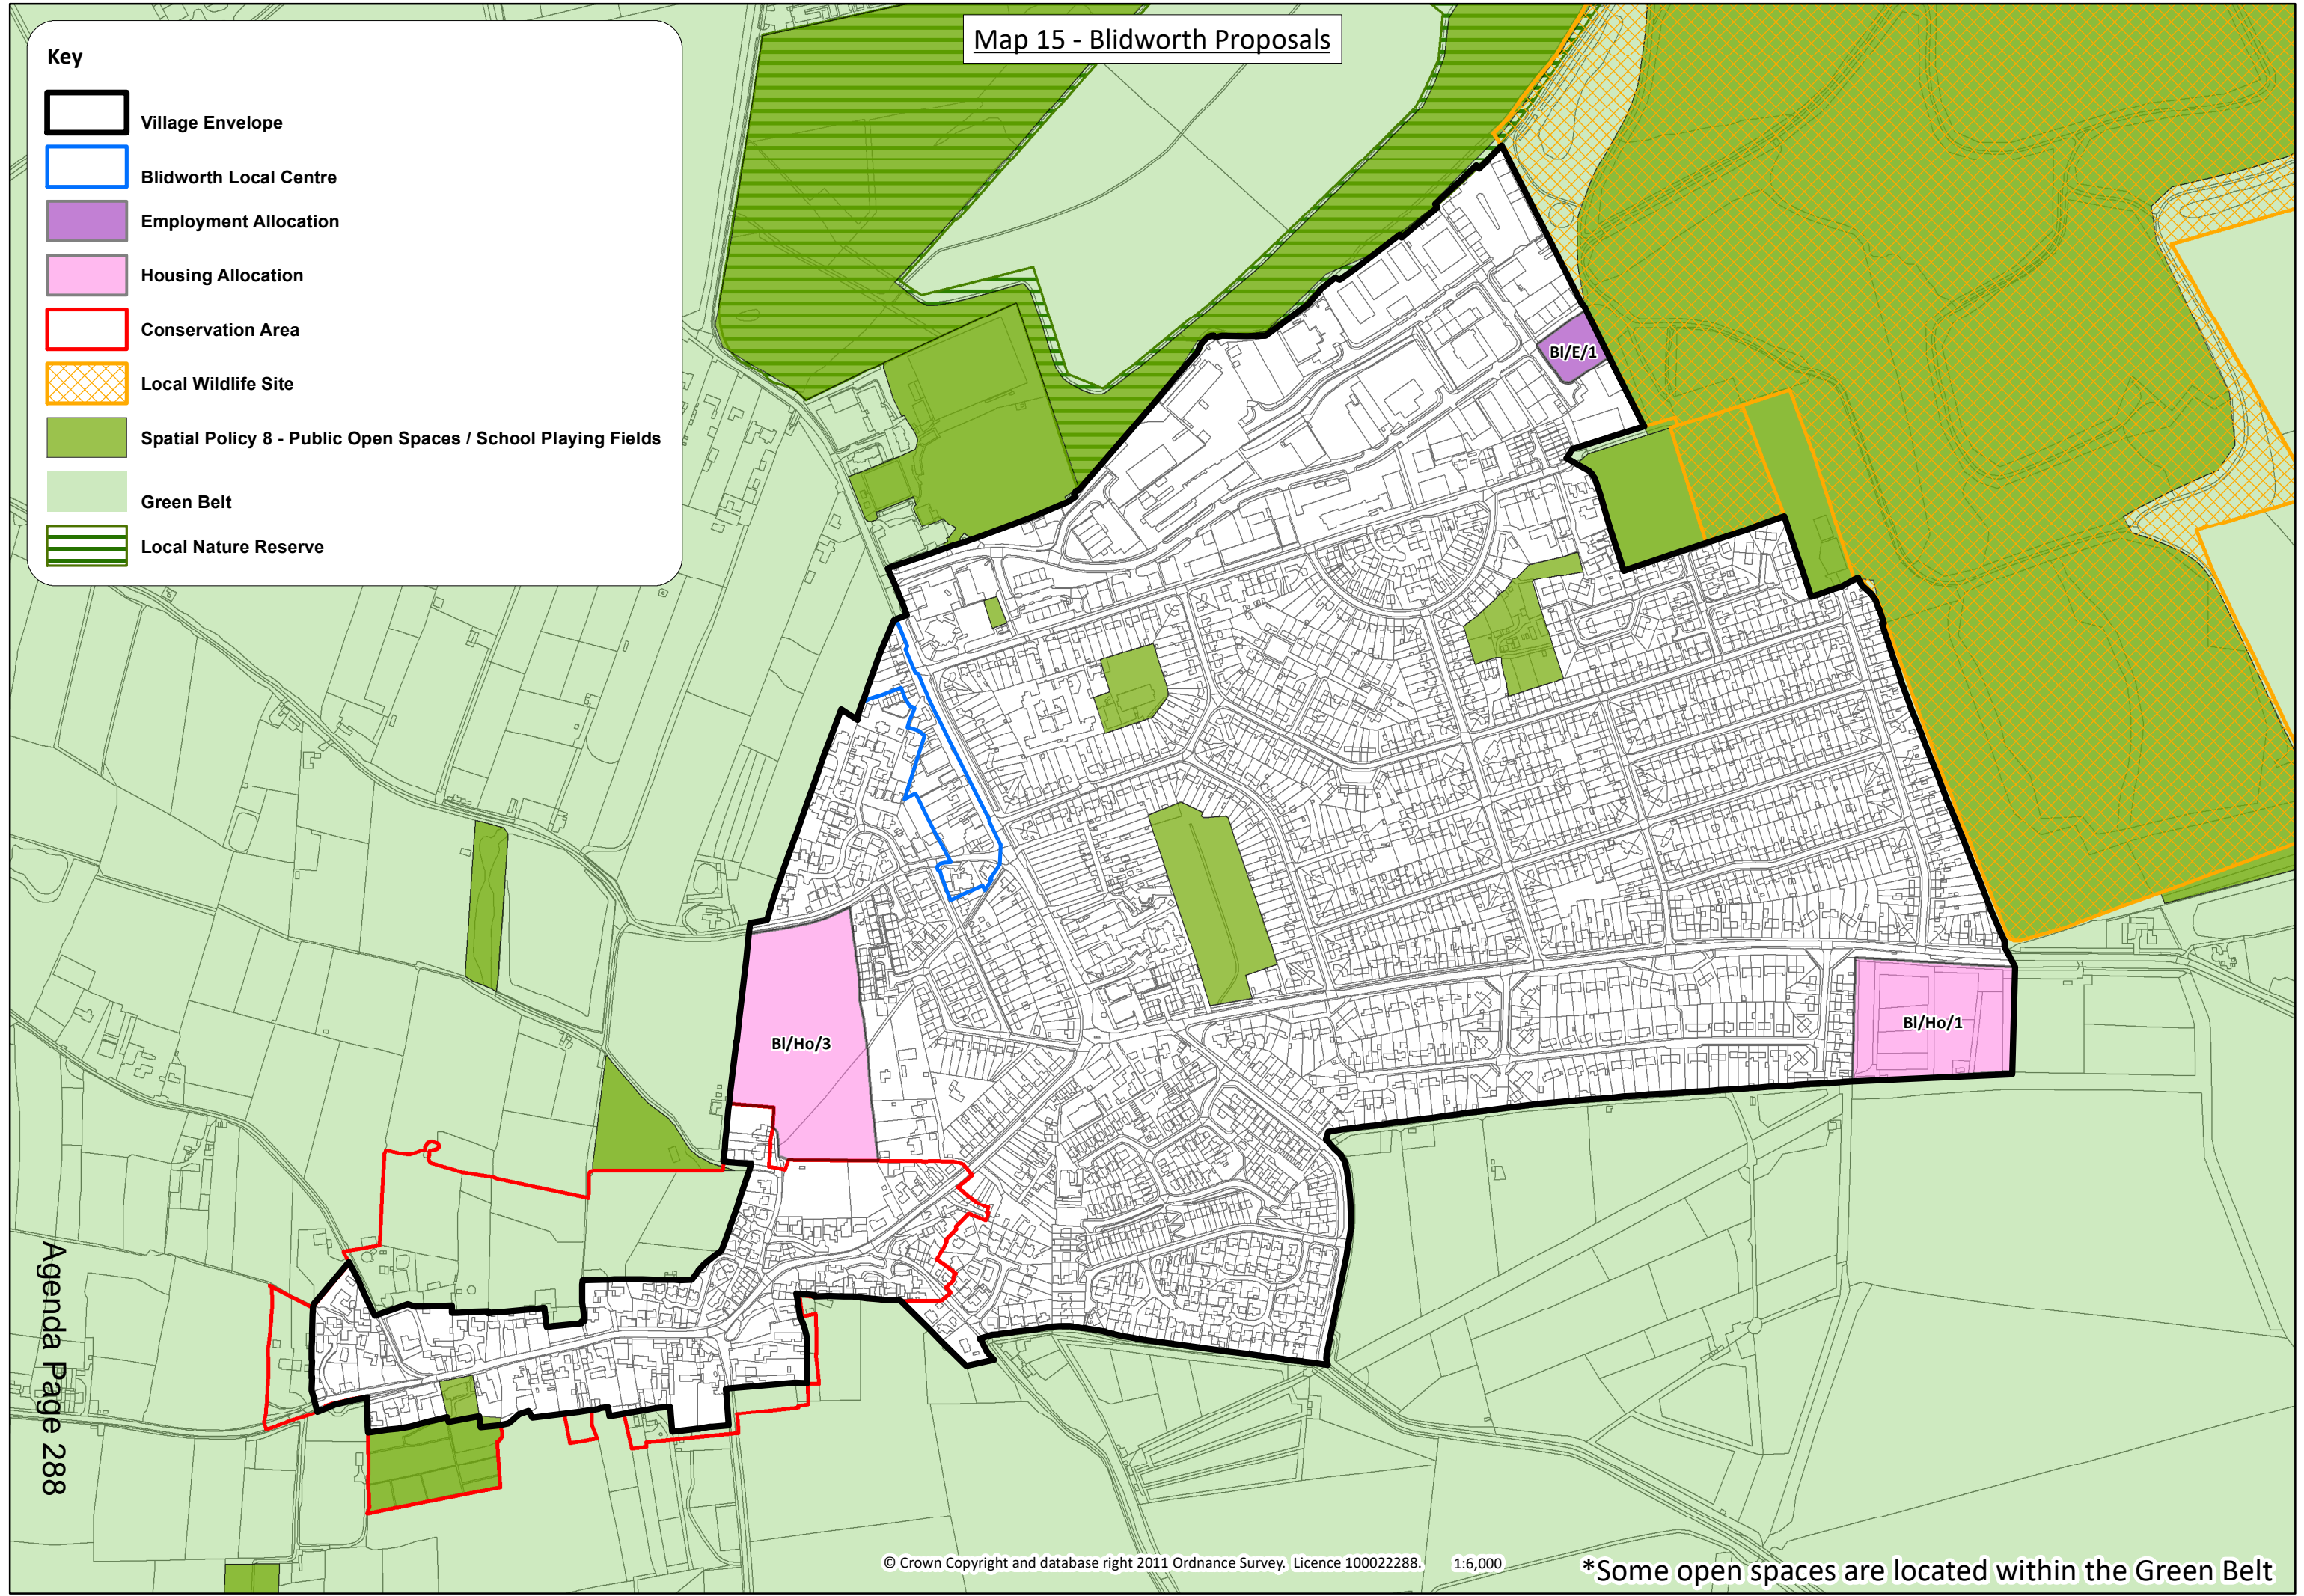 Map 15 - Blidworth Proposals
Key
Village Envelope
Blidworth Local Centre
Employment Allocation
Housing Allocation
Conservation Area
Local Wildlife Site
Spatial Policy 8 - Public Open Spaces / School Playing Fields
Green Belt
Local Nature Reserve
Bl/E/1
Bl/Ho/3
Bl/Ho/1
Agenda Page 288
© Crown Copyright and database right 2011 Ordnance Survey. Licence 100022288.
1:6,000
*Some open spaces are located within the Green Belt